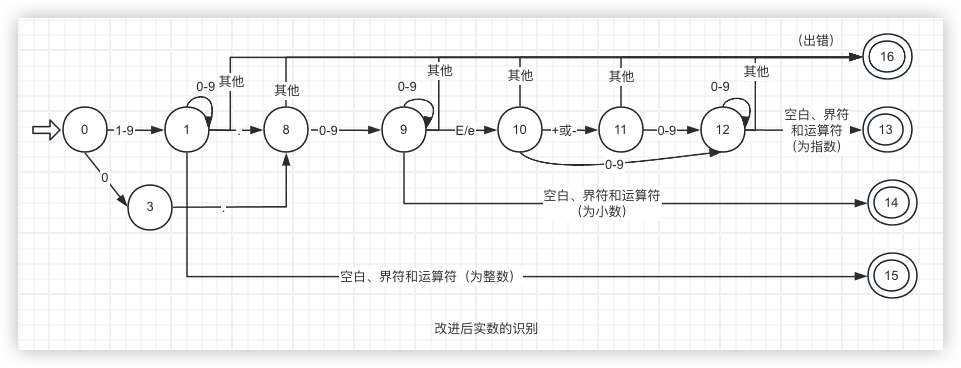 (出错)
16
0-9
其他
其他
0-9
其他
其他
其他
0-9
其他
0
1-9
1
.
8
0-9
9
E/e
10
+或-
11
0-9
12
空白、界符
和运算符
(为指数)
13
0-9
0
3
.
空白、界符和运算符
(为小数)
14
空白、界符和运算符（为整数）
15
改进后实数的识别